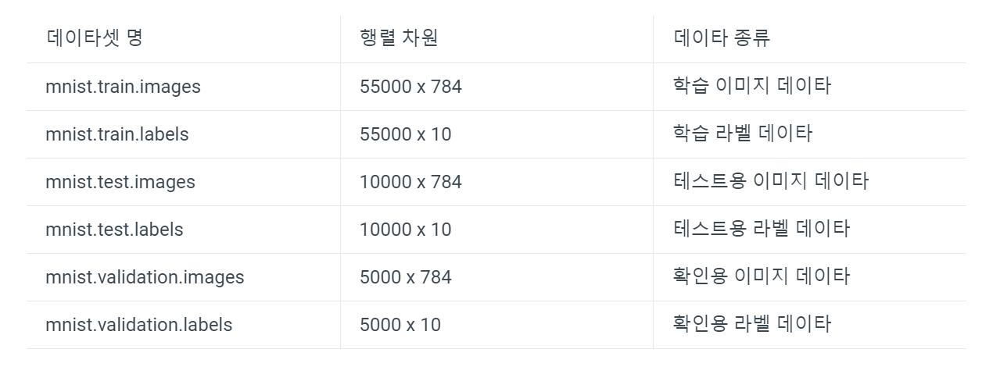 데이타셋 명 행렬 차원 데이타 종류
mnist.train.images 55000 x 784 학습 이미지 데이타
mnist.train.labels 55000 x 10 학습 라벨 데이타
mnist.test.images 10000 x 784 테스트용 이미지 데이타
mnist.test.labels 10000 x 10 테스트용 라벨 데이타
mnist.validation.images 5000 x 784 확인용 이미지 데이타
mnist.validation.labels 5000 x 10 확인용 라벨 데이타